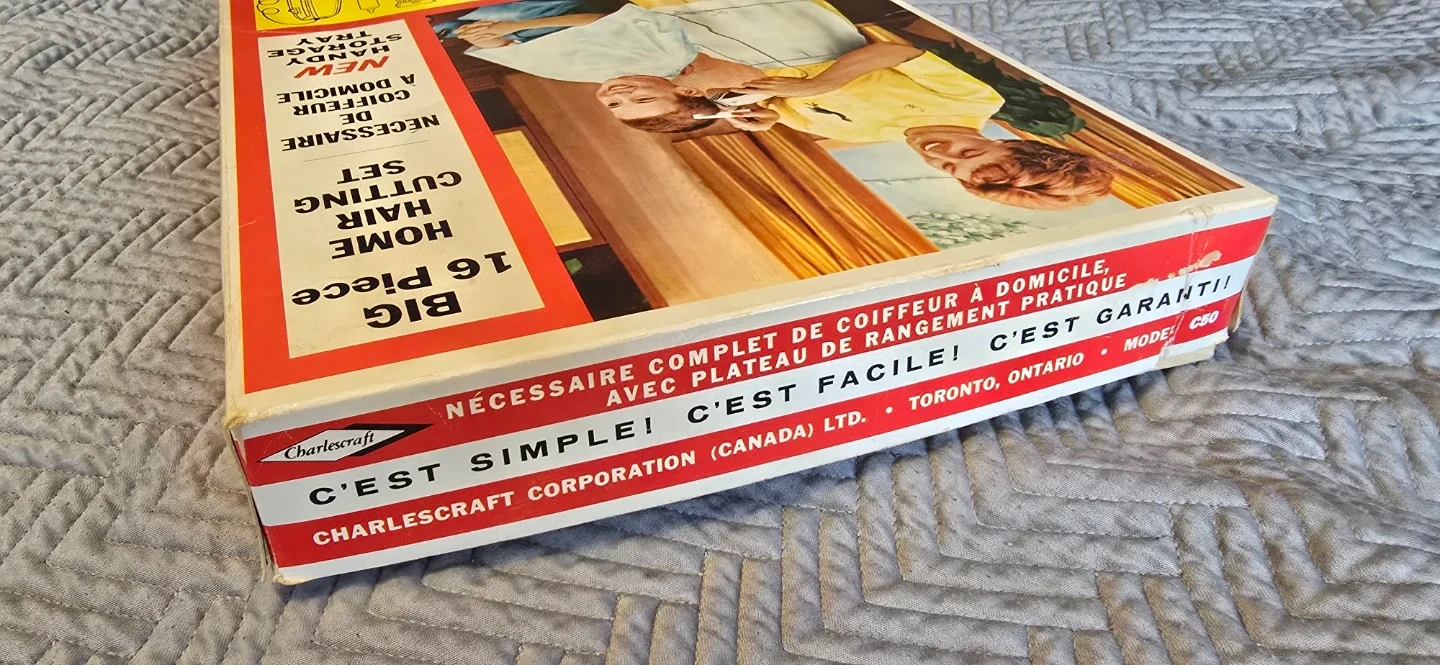 BIG
16 Piece
HOME
HAIR
CUTTING
SET
NÉCESSAIRE
DE
COIFFEUR
À DOMICILE
NEW
HANDY
STORAGE
TRAY
NÉCESSAIRE COMPLET DE COIFFEUR À DOMICILE,
AVEC PLATEAU DE RANGEMENT PRATIQUE
Charlescraft
C'EST SIMPLE! C'EST FACILE! C'EST GARANTI!
CHARLESCRAFT CORPORATION (CANADA) LTD. • TORONTO, ONTARIO • MODEL C50